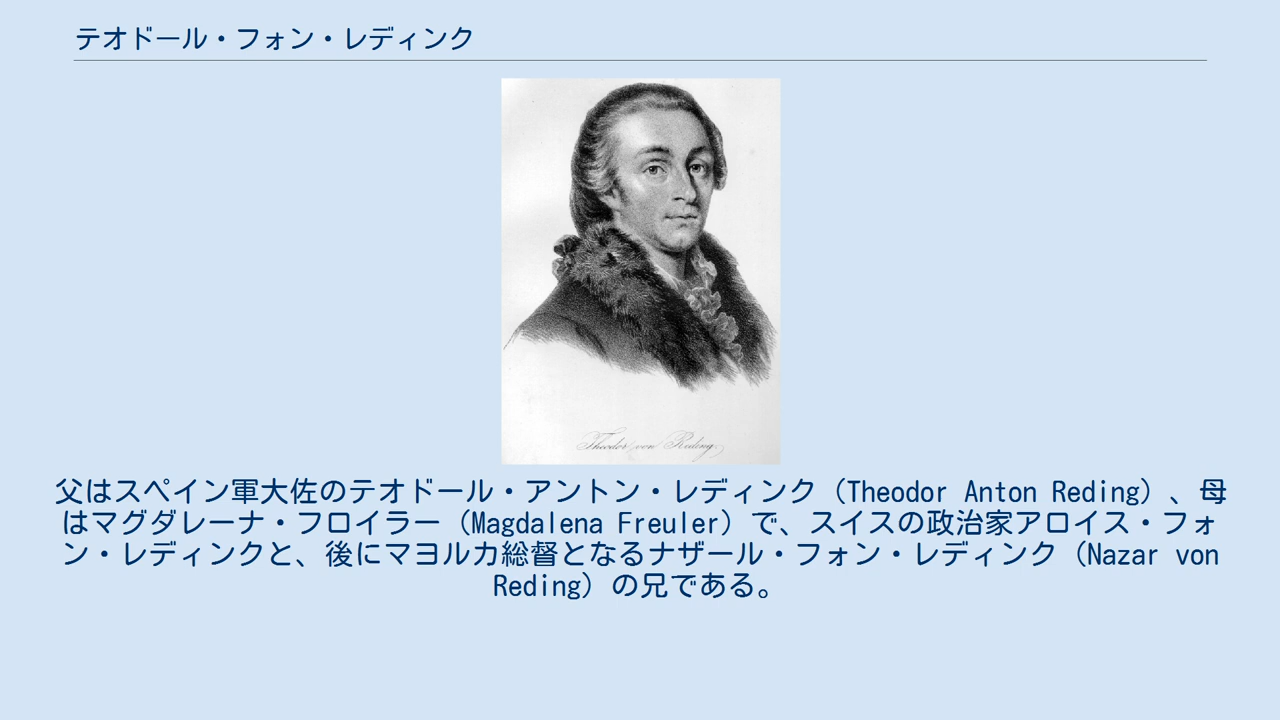 テオドール・フォン・レディンク
Theodor von Reding
父はスペイン軍大佐のテオドール・アントン・レディンク（Theodor Anton Reding）、母
はマグダレーナ・フロイラー（Magdalena Freuler）で、スイスの政治家アロイス・フォ
ン・レディンクと、後にマヨルカ総督となるナザール・フォン・レディンク（Nazar von
Reding）の兄である。